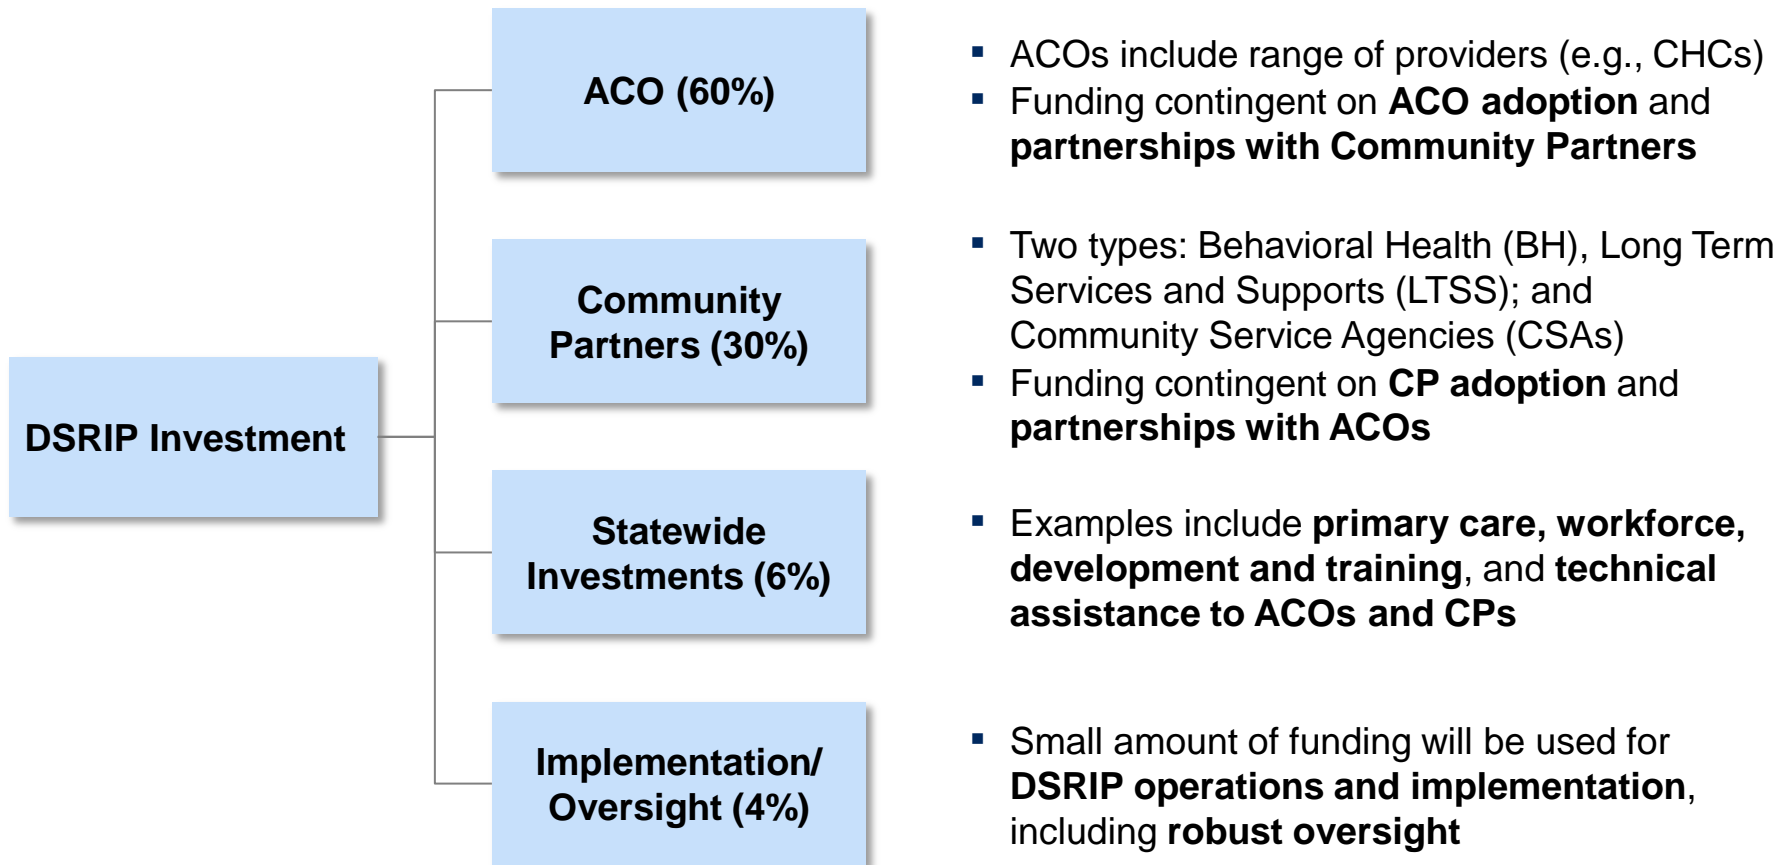 ACO (60%)
▪ ACOs include range of providers (e.g., CHCs)
▪ Funding contingent on ACO adoption and
partnerships with Community Partners
Community
Partners (30%)
▪ Two types: Behavioral Health (BH), Long Term
Services and Supports (LTSS); and
Community Service Agencies (CSAs)
▪ Funding contingent on CP adoption and
partnerships with ACOs
DSRIP Investment
Statewide
Investments (6%)
▪ Examples include primary care, workforce,
development and training, and technical
assistance to ACOs and CPs
Implementation/
Oversight (4%)
▪ Small amount of funding will be used for
DSRIP operations and implementation,
including robust oversight